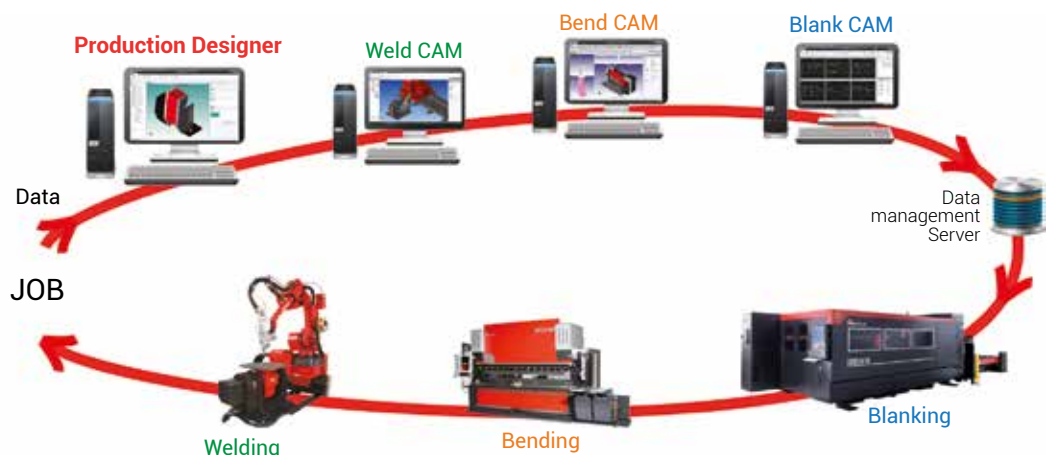 Production Designer
Weld CAM
Bend CAM
Blank CAM
Data
Data
management
Server
JOB
Welding
Bending
Blanking